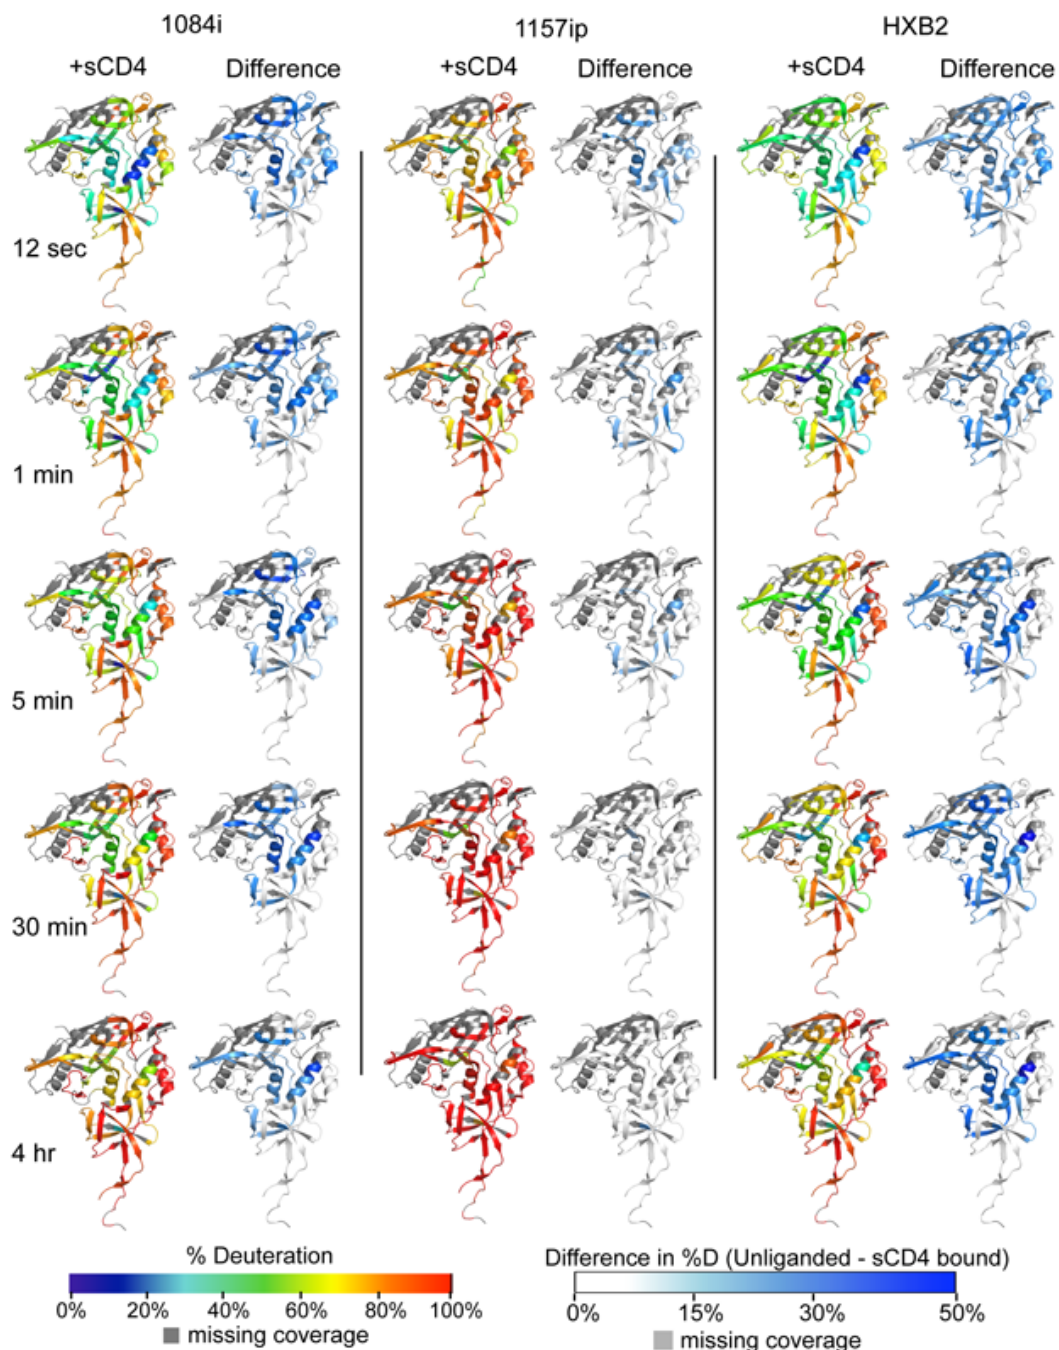 1084i 1157ip HXB2
+sCD4 Difference +sCD4 Difference +sCD4 Difference
12 sec
1 min
5 min
30 min
4 hr
% Deuteration
0% 20% 40% 60% 80% 100%
missing coverage
Difference in %D (Unliganded - sCD4 bound)
0% 15% 30% 50%
missing coverage